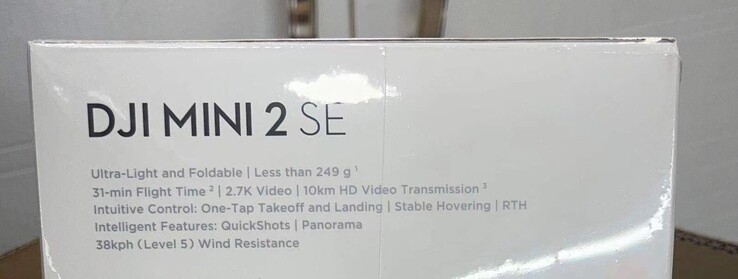 DJI MINI 2 SE
Ultra-Light and Foldable | Less than 249 g ¹
31-min Flight Time ² | 2.7K Video | 10km HD Video Transmission ³
Intuitive Control: One-Tap Takeoff and Landing | Stable Hovering | RTH
Intelligent Features: QuickShots | Panorama
38kph (Level 5) Wind Resistance